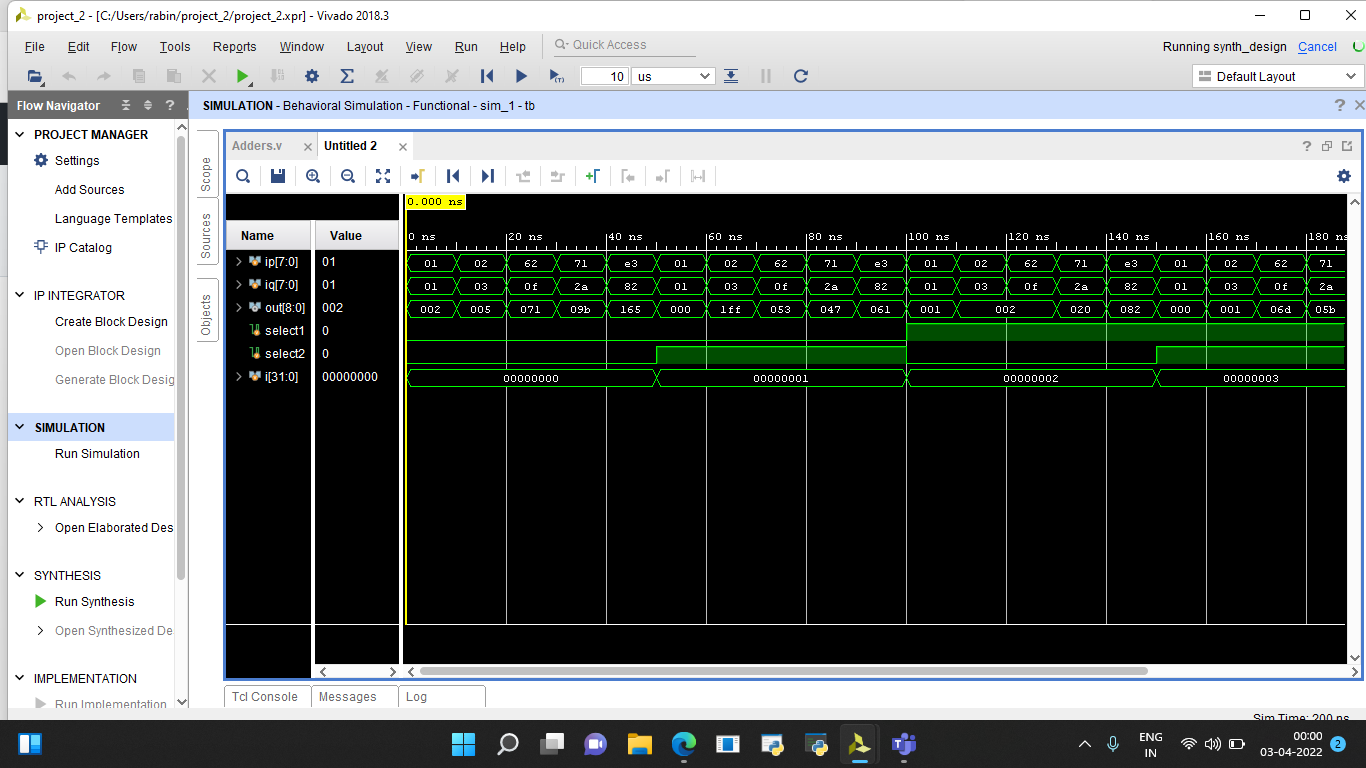 project_2 - [C:/Users/rabin/project_2/project_2.xpr] - Vivado 2018.3
File Edit Flow Tools Reports Window Layout View Run Help Quick Access Running synth_design Cancel
10 us Default Layout
Flow Navigator
PROJECT MANAGER
Settings
Add Sources
Language Templates
IP Catalog
IP INTEGRATOR
Create Block Design
Open Block Design
Generate Block Desig
SIMULATION
Run Simulation
RTL ANALYSIS
Open Elaborated Des
SYNTHESIS
Run Synthesis
Open Synthesized De
IMPLEMENTATION
Run Implementation
SIMULATION - Behavioral Simulation - Functional - sim_1 - tb
Scope
Sources
Objects
Adders.v Untitled 2
0.000 ns
Name Value 0 ns 20 ns 40 ns 60 ns 80 ns 100 ns 120 ns 140 ns 160 ns 180 ns
ip[7:0] 01 01 02 62 71 e3 01 02 62 71 e3 01 02 62 71 e3 01 02 62 71
iq[7:0] 01 01 03 0f 2a 82 01 03 0f 2a 82 01 03 0f 2a 82 01 03 0f 2a
out[8:0] 002 002 005 071 09b 165 000 1ff 053 047 061 001 002 020 082 000 001 06d 05b
select1 0
select2 0
i[31:0] 00000000 00000000 00000001 00000002 00000003
Tcl Console Messages Log
Sim Time: 200 ns
ENG
IN
00:00
03-04-2022
2